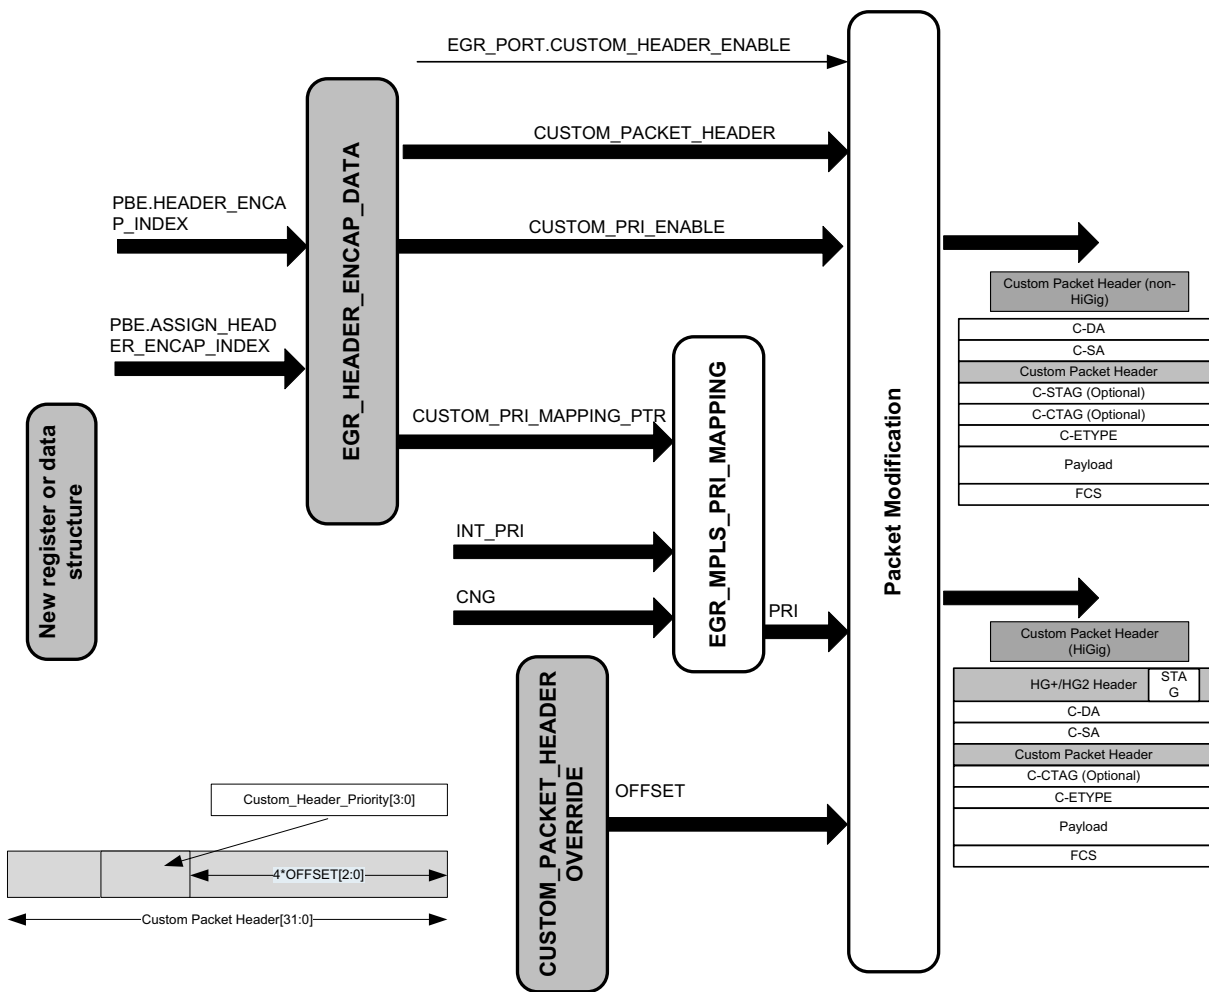 EGR_PORT.CUSTOM_HEADER_ENABLE
CUSTOM_PACKET_HEADER
PBE.HEADER_ENCA
P_INDEX
CUSTOM_PRI_ENABLE
EGR_HEADER_ENCAP_DATA
PBE.ASSIGN_HEAD
ER_ENCAP_INDEX
New register or data
structure
CUSTOM_PRI_MAPPING_PTR
INT_PRI
CNG
EGR_MPLS_PRI_MAPPING
PRI
CUSTOM_PACKET_HEADER
OVERRIDE
OFFSET
Packet Modification
Custom Packet Header (non-
HiGig)
C-DA
C-SA
Custom Packet Header
C-STAG (Optional)
C-CTAG (Optional)
C-ETYPE
Payload
FCS
Custom Packet Header
(HiGig)
HG+/HG2 Header
STA
G
C-DA
C-SA
Custom Packet Header
C-CTAG (Optional)
C-ETYPE
Payload
FCS
Custom_Header_Priority[3:0]
4*OFFSET[2:0]
Custom Packet Header[31:0]